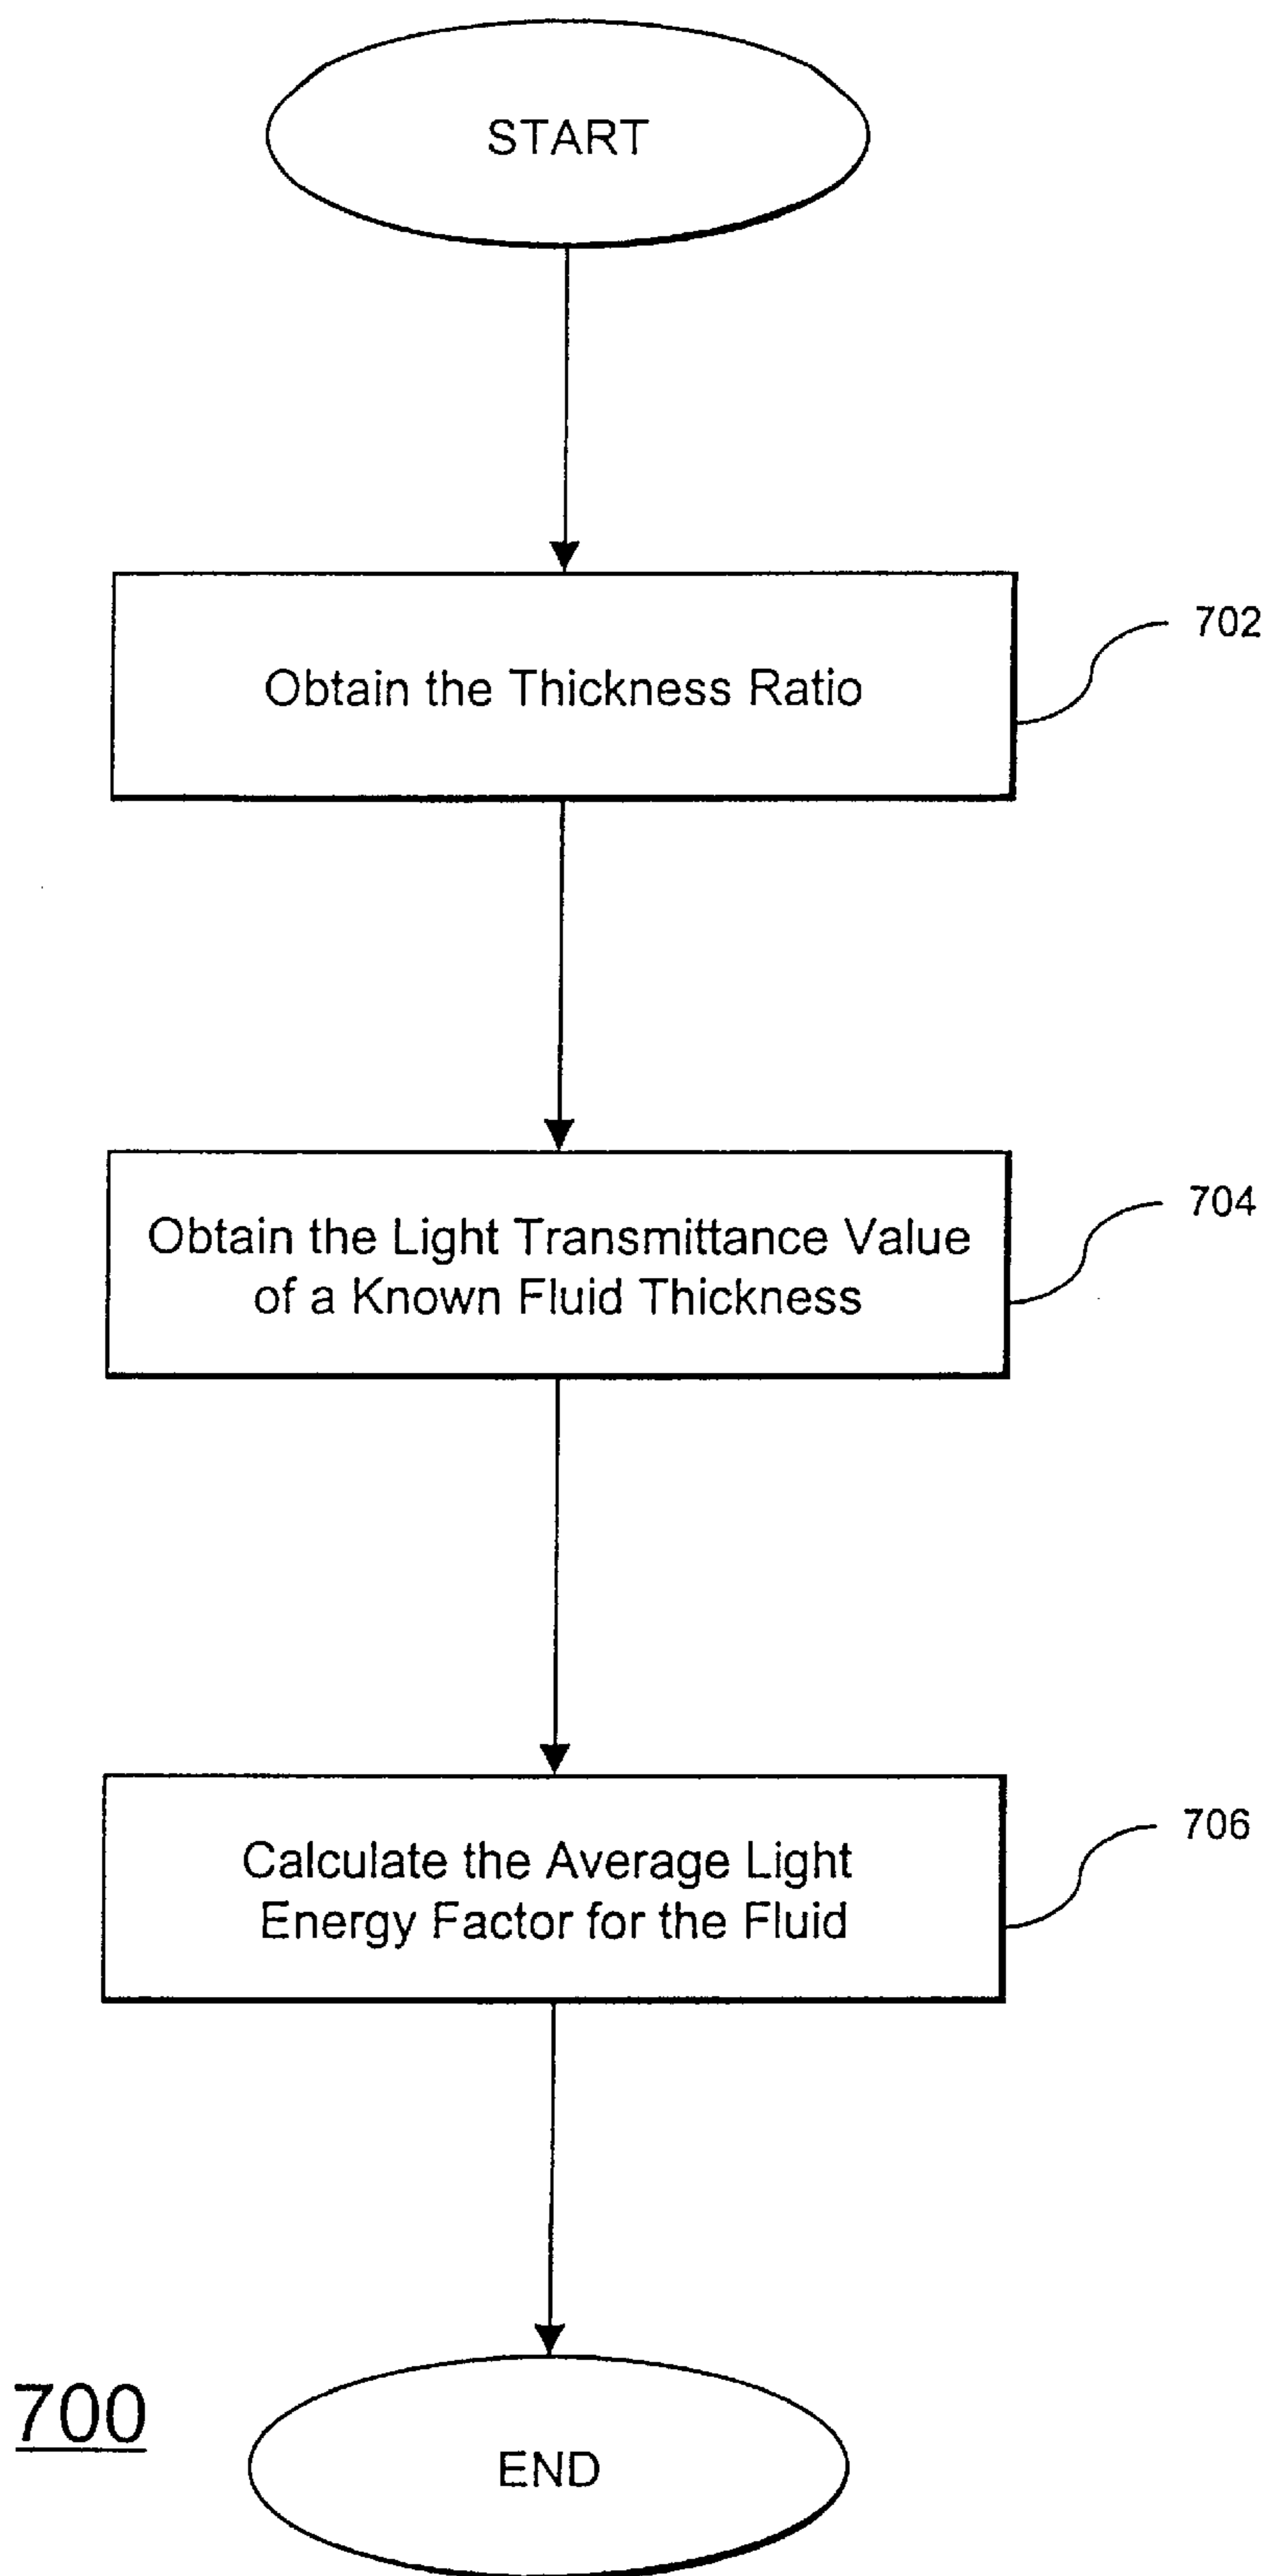 START
Obtain the Thickness Ratio
702
Obtain the Light Transmittance Value
of a Known Fluid Thickness
704
Calculate the Average Light
Energy Factor for the Fluid
706
700
END